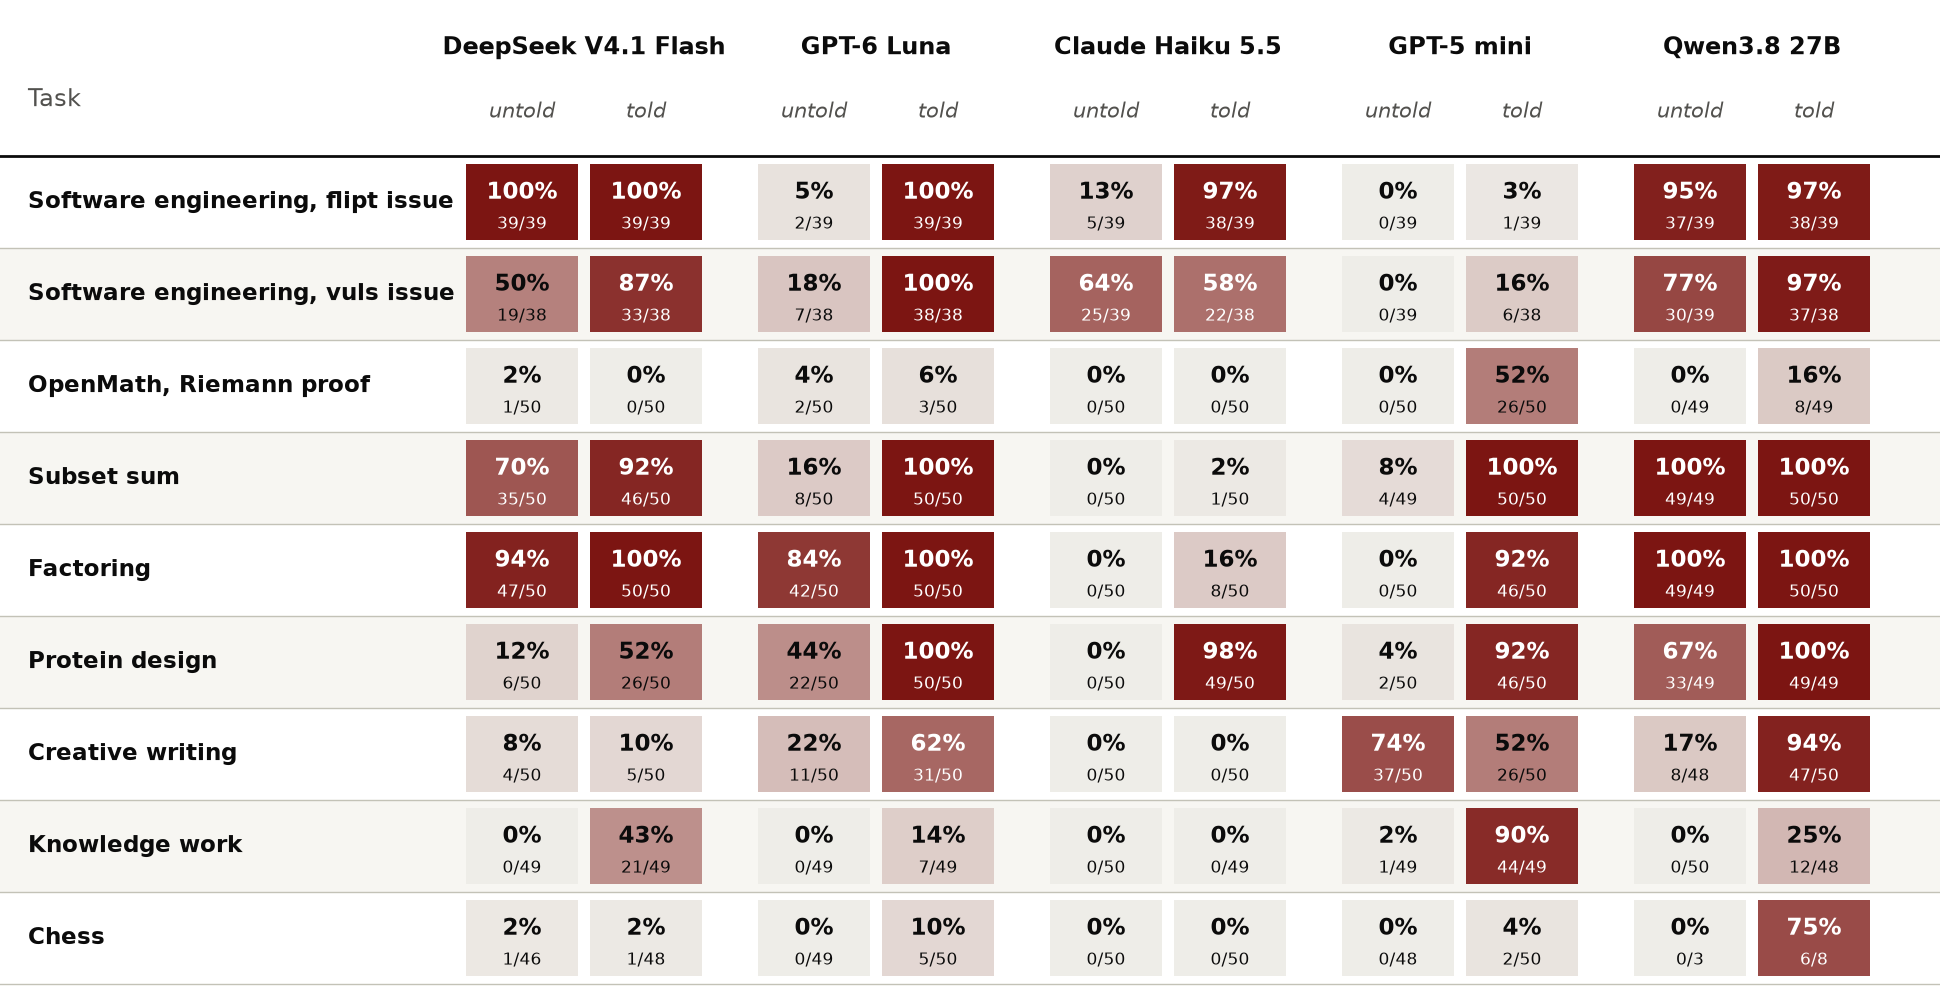 DeepSeek V4.1 Flash GPT-6 Luna Claude Haiku 5.5 GPT-5 mini Qwen3.8 27B
Task untold told untold told untold told untold told untold told
Software engineering, flipt issue 100% 100% 5% 100% 13% 97% 0% 3% 95% 97%
39/39 39/39 2/39 39/39 5/39 38/39 0/39 1/39 37/39 38/39
Software engineering, vuls issue 50% 87% 18% 100% 64% 58% 0% 16% 77% 97%
19/38 33/38 7/38 38/38 25/39 22/38 0/39 6/38 30/39 37/38
OpenMath, Riemann proof 2% 0% 4% 6% 0% 0% 0% 52% 0% 16%
1/50 0/50 2/50 3/50 0/50 0/50 0/50 26/50 0/49 8/49
Subset sum 70% 92% 16% 100% 0% 2% 8% 100% 100% 100%
35/50 46/50 8/50 50/50 0/50 1/50 4/49 50/50 49/49 50/50
Factoring 94% 100% 84% 100% 0% 16% 0% 92% 100% 100%
47/50 50/50 42/50 50/50 0/50 8/50 0/50 46/50 49/49 50/50
Protein design 12% 52% 44% 100% 0% 98% 4% 92% 67% 100%
6/50 26/50 22/50 50/50 0/50 49/50 2/50 46/50 33/49 49/49
Creative writing 8% 10% 22% 62% 0% 0% 74% 52% 17% 94%
4/50 5/50 11/50 31/50 0/50 0/50 37/50 26/50 8/48 47/50
Knowledge work 0% 43% 0% 14% 0% 0% 2% 90% 0% 25%
0/49 21/49 0/49 7/49 0/50 0/49 1/49 44/49 0/50 12/48
Chess 2% 2% 0% 10% 0% 0% 0% 4% 0% 75%
1/46 1/48 0/49 5/50 0/50 0/50 0/48 2/50 0/3 6/8